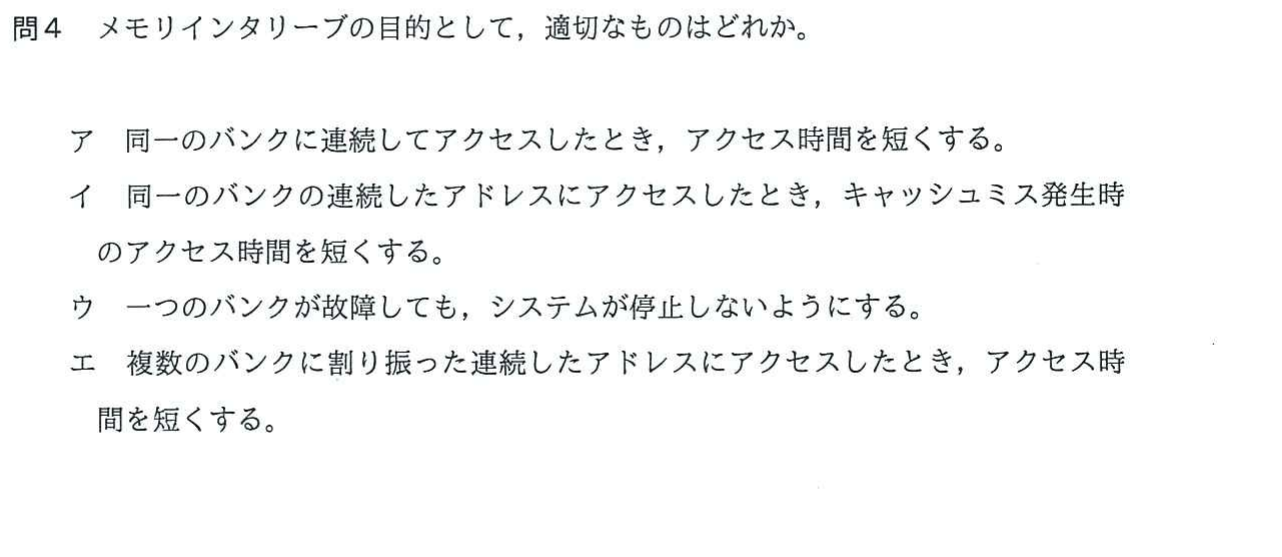 問4　メモリインタリーブの目的として，適切なものはどれか。
ア　同一のバンクに連続してアクセスしたとき，アクセス時間を短くする。
イ　同一のバンクの連続したアドレスにアクセスしたとき，キャッシュミス発生時
のアクセス時間を短くする。
ウ　一つのバンクが故障しても，システムが停止しないようにする。
エ　複数のバンクに割り振った連続したアドレスにアクセスしたとき，アクセス時
間を短くする。